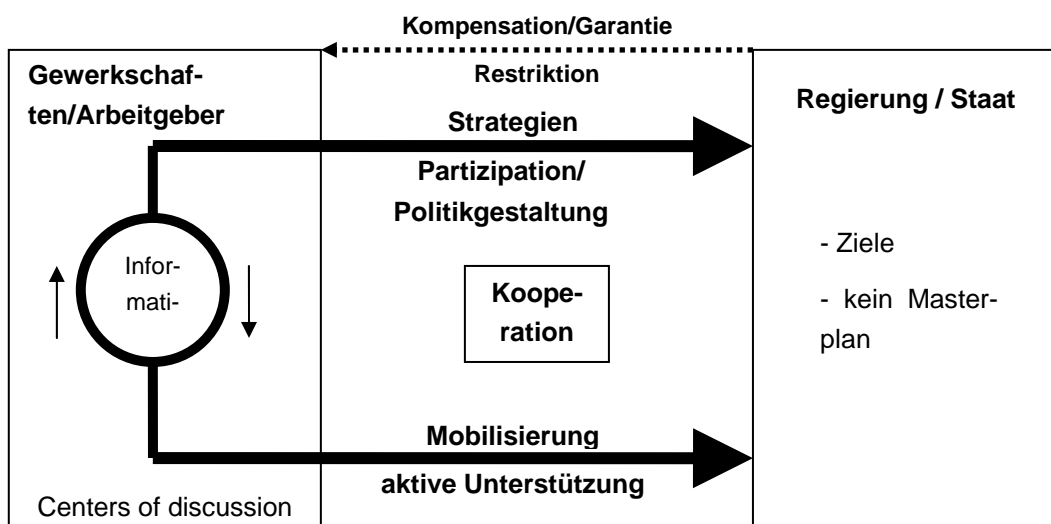 Kompensation/Garantie
Restriktion
Gewerkschaf-
ten/Arbeitgeber
Strategien
Partizipation/
Politikgestaltung
Regierung / Staat
Infor-
mati-
Koope-
ration
- Ziele
- kein Master-
plan
Mobilisierung
aktive Unterstützung
Centers of discussion